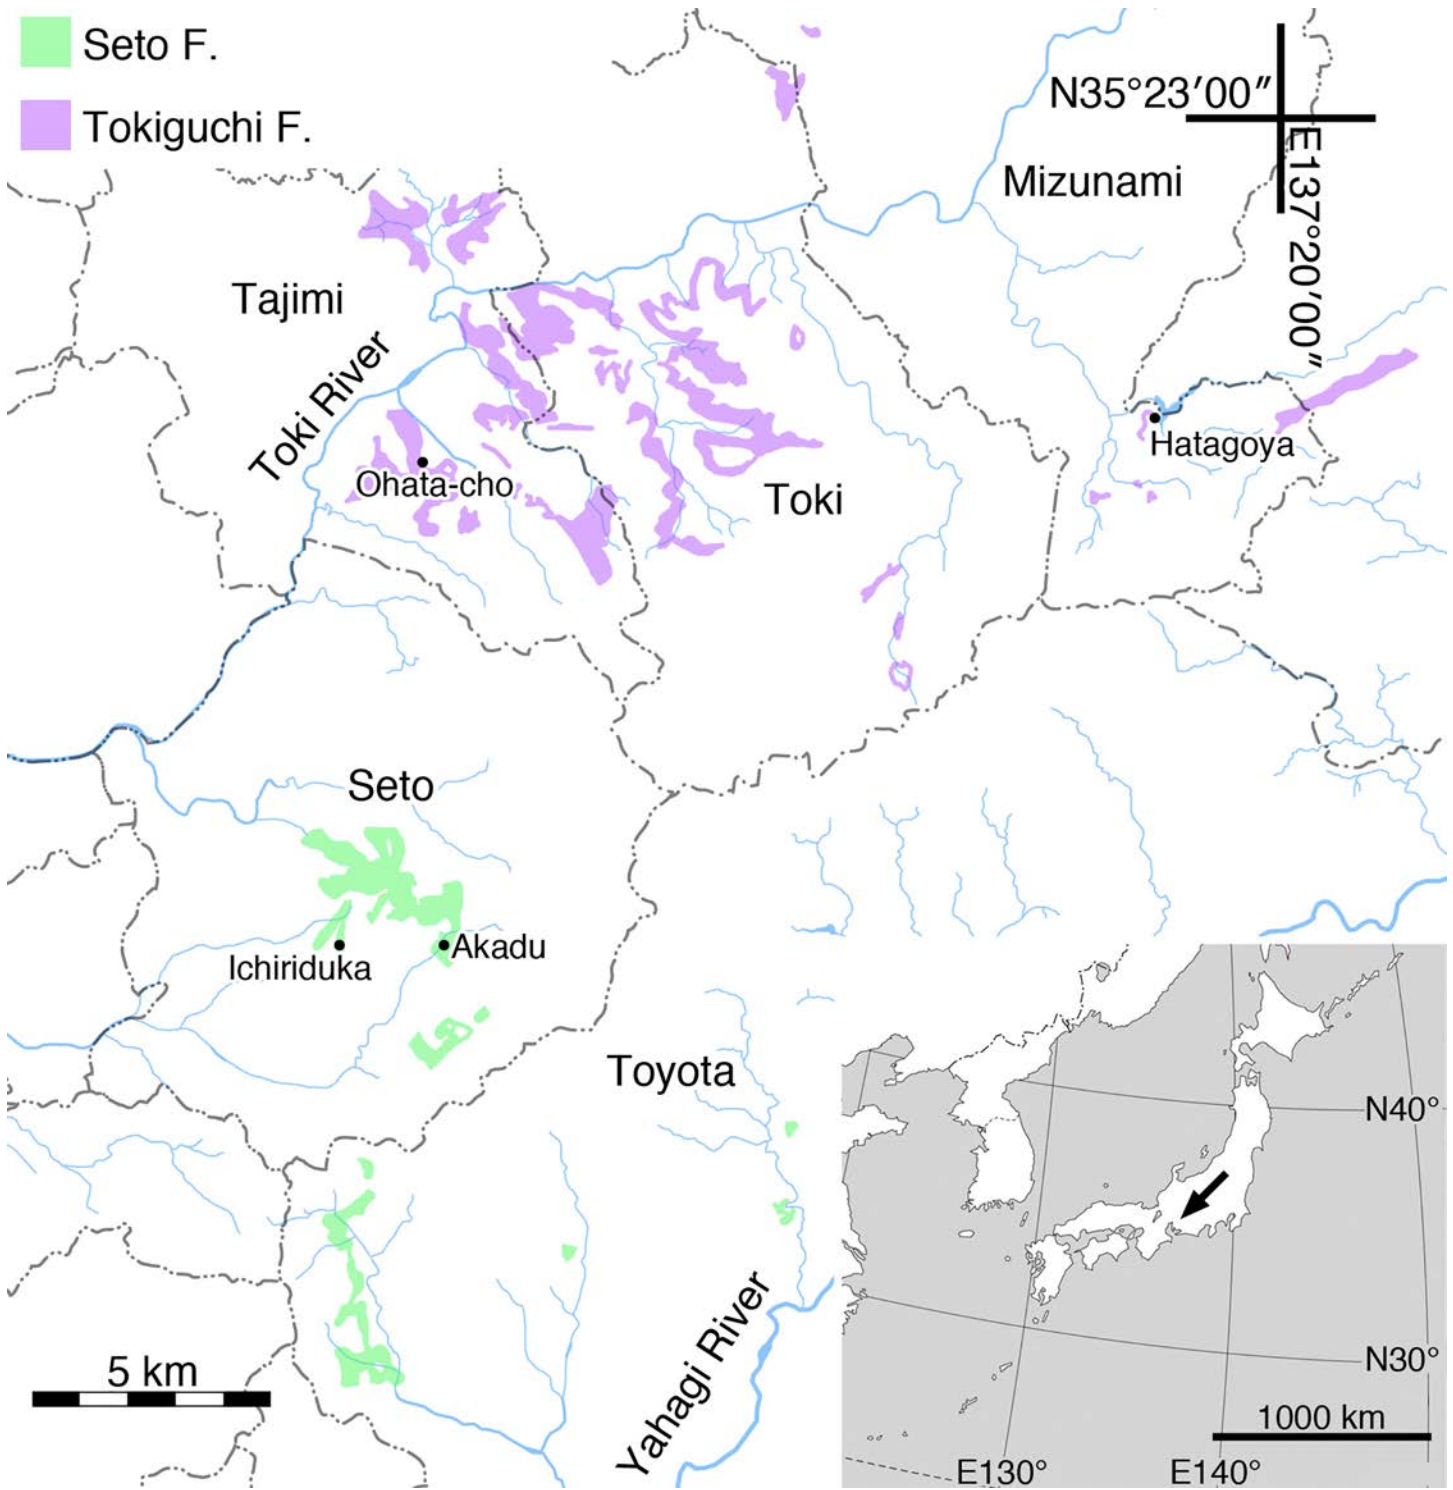 Seto F.
Tokiguchi F.
N35°23′00″
E137°20′00″
Mizunami
Tajimi
Toki River
Hatagoya
Ohata-cho
Toki
Seto
Ichiriduka
Akadu
Toyota
Yahagi River
5 km
N40°
N30°
1000 km
E130°
E140°